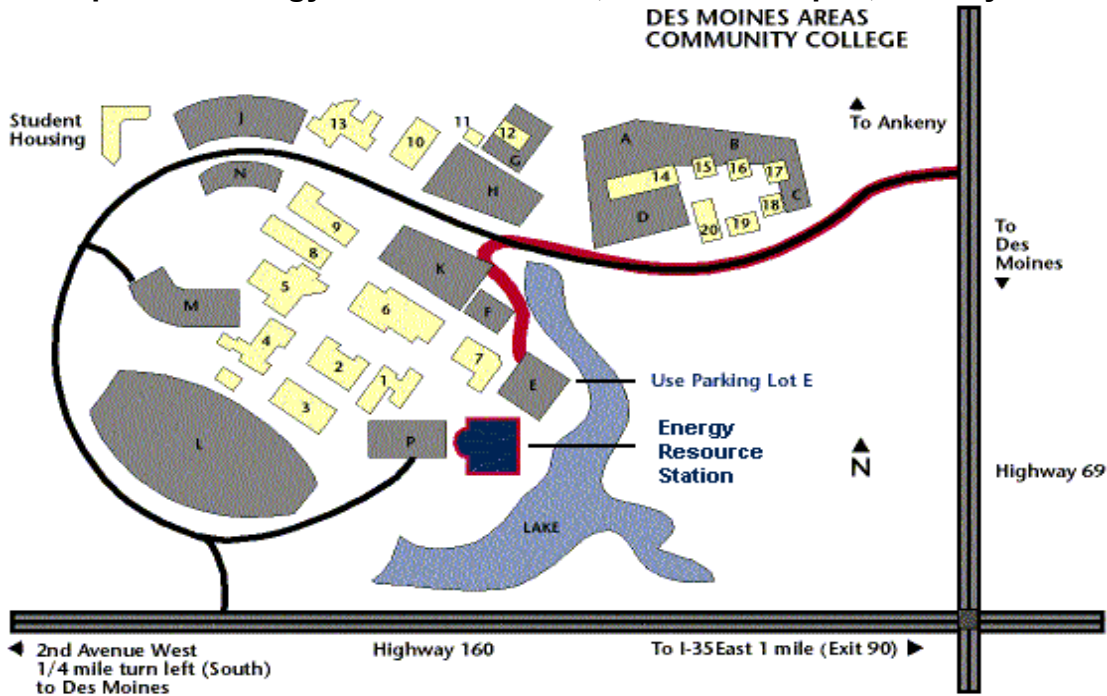 DES MOINES AREAS
COMMUNITY COLLEGE
Student
Housing
J
13
10
11
12
G
H
N
A
B
14
15
16
17
C
18
D
20
19
To Ankeny
To
Des
Moines
9
8
5
K
F
6
M
4
2
7
1
3
E
Use Parking Lot E
L
P
Energy
Resource
Station
N
Highway 69
LAKE
2nd Avenue West
1/4 mile turn left (South)
to Des Moines
Highway 160
To I-35East 1 mile (Exit 90)